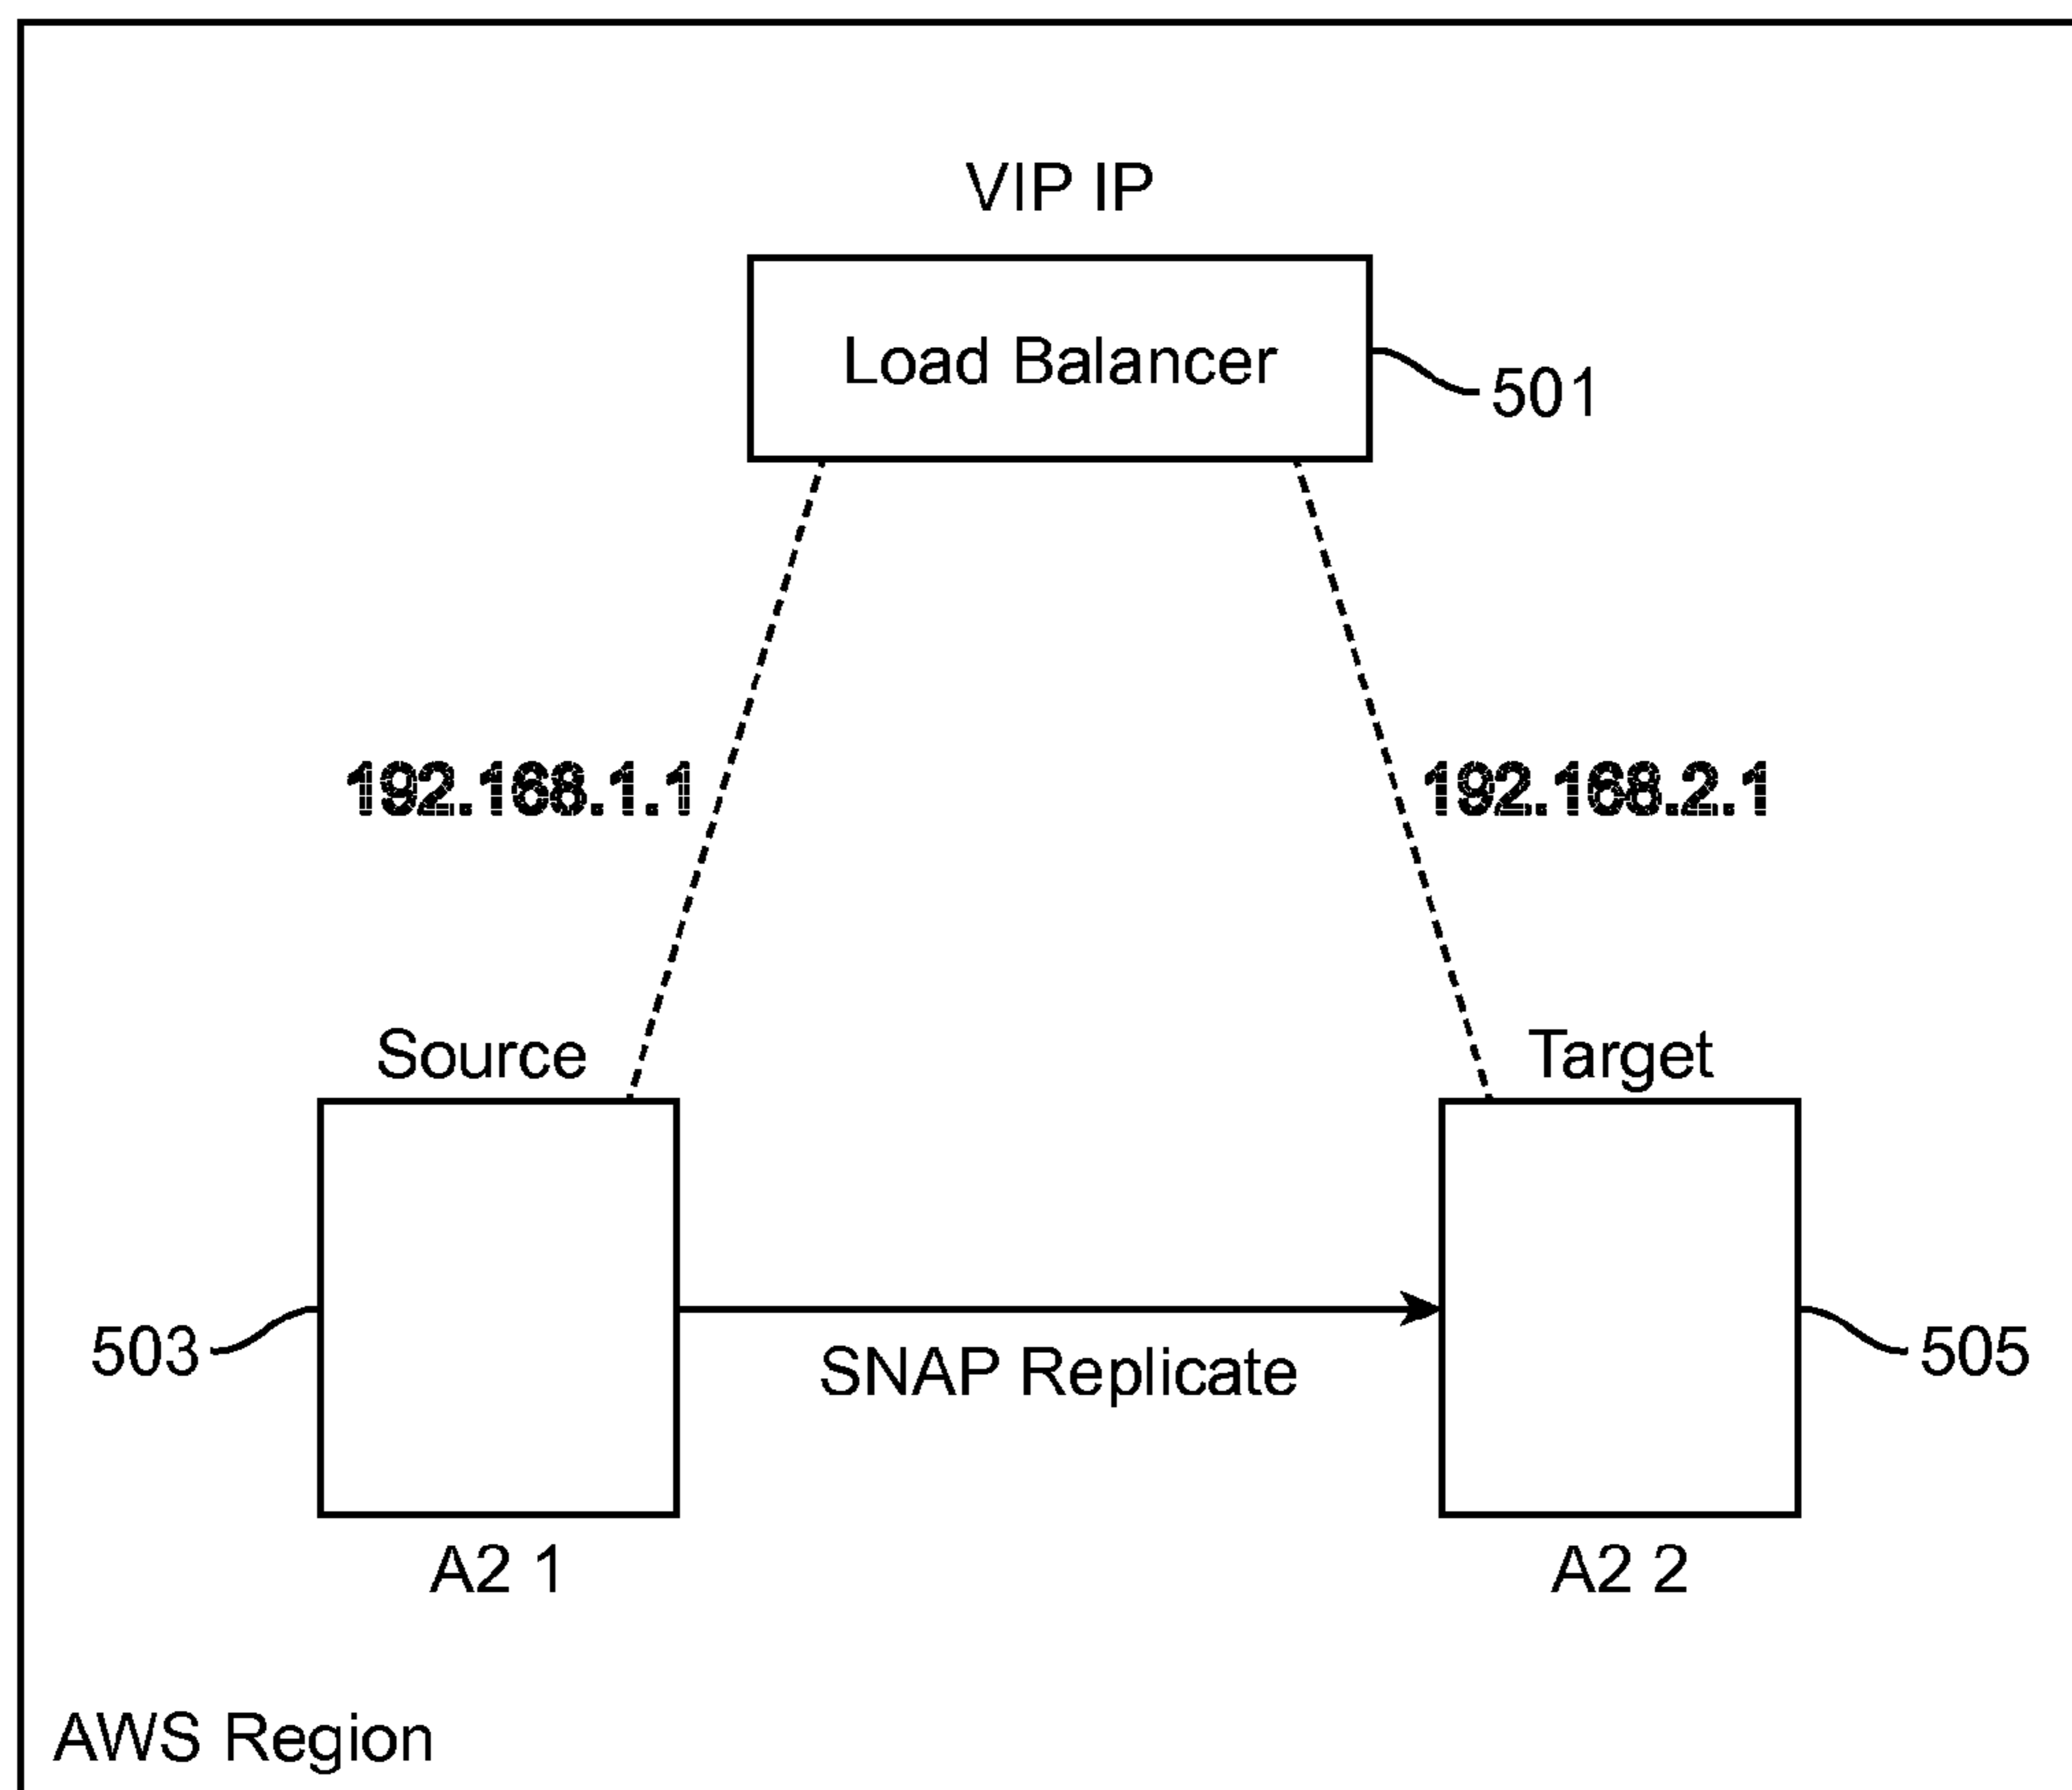 VIP IP
Load Balancer
501
192.168.1.1
192.168.2.1
Source
Target
503
SNAP Replicate
505
A2 1
A2 2
AWS Region